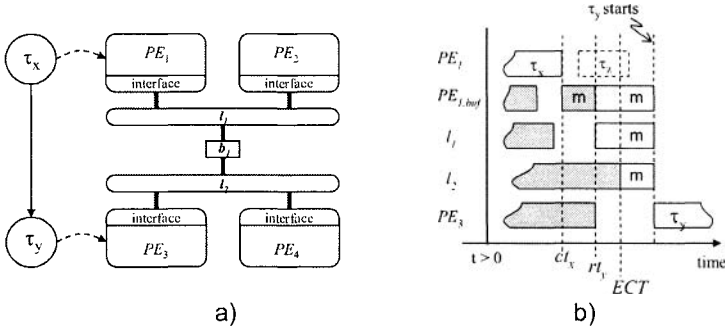 τx
PE1
PE2
interface
interface
l1
b1
l2
interface
interface
τy
PE3
PE4
a)
τy starts
PE1
τx
τz
PE1.buf
m
m
l1
m
l2
m
PE3
τy
t > 0
ctx
rty
ECT
time
b)